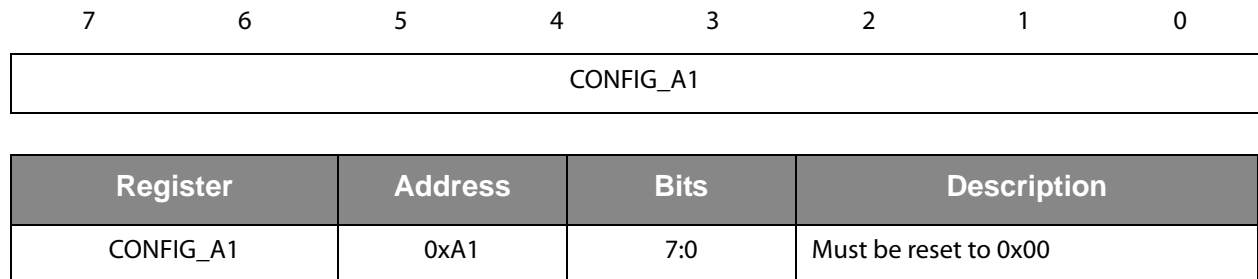 7 6 5 4 3 2 1 0
CONFIG_A1
Register Address Bits Description
CONFIG_A1 0xA1 7:0 Must be reset to 0x00